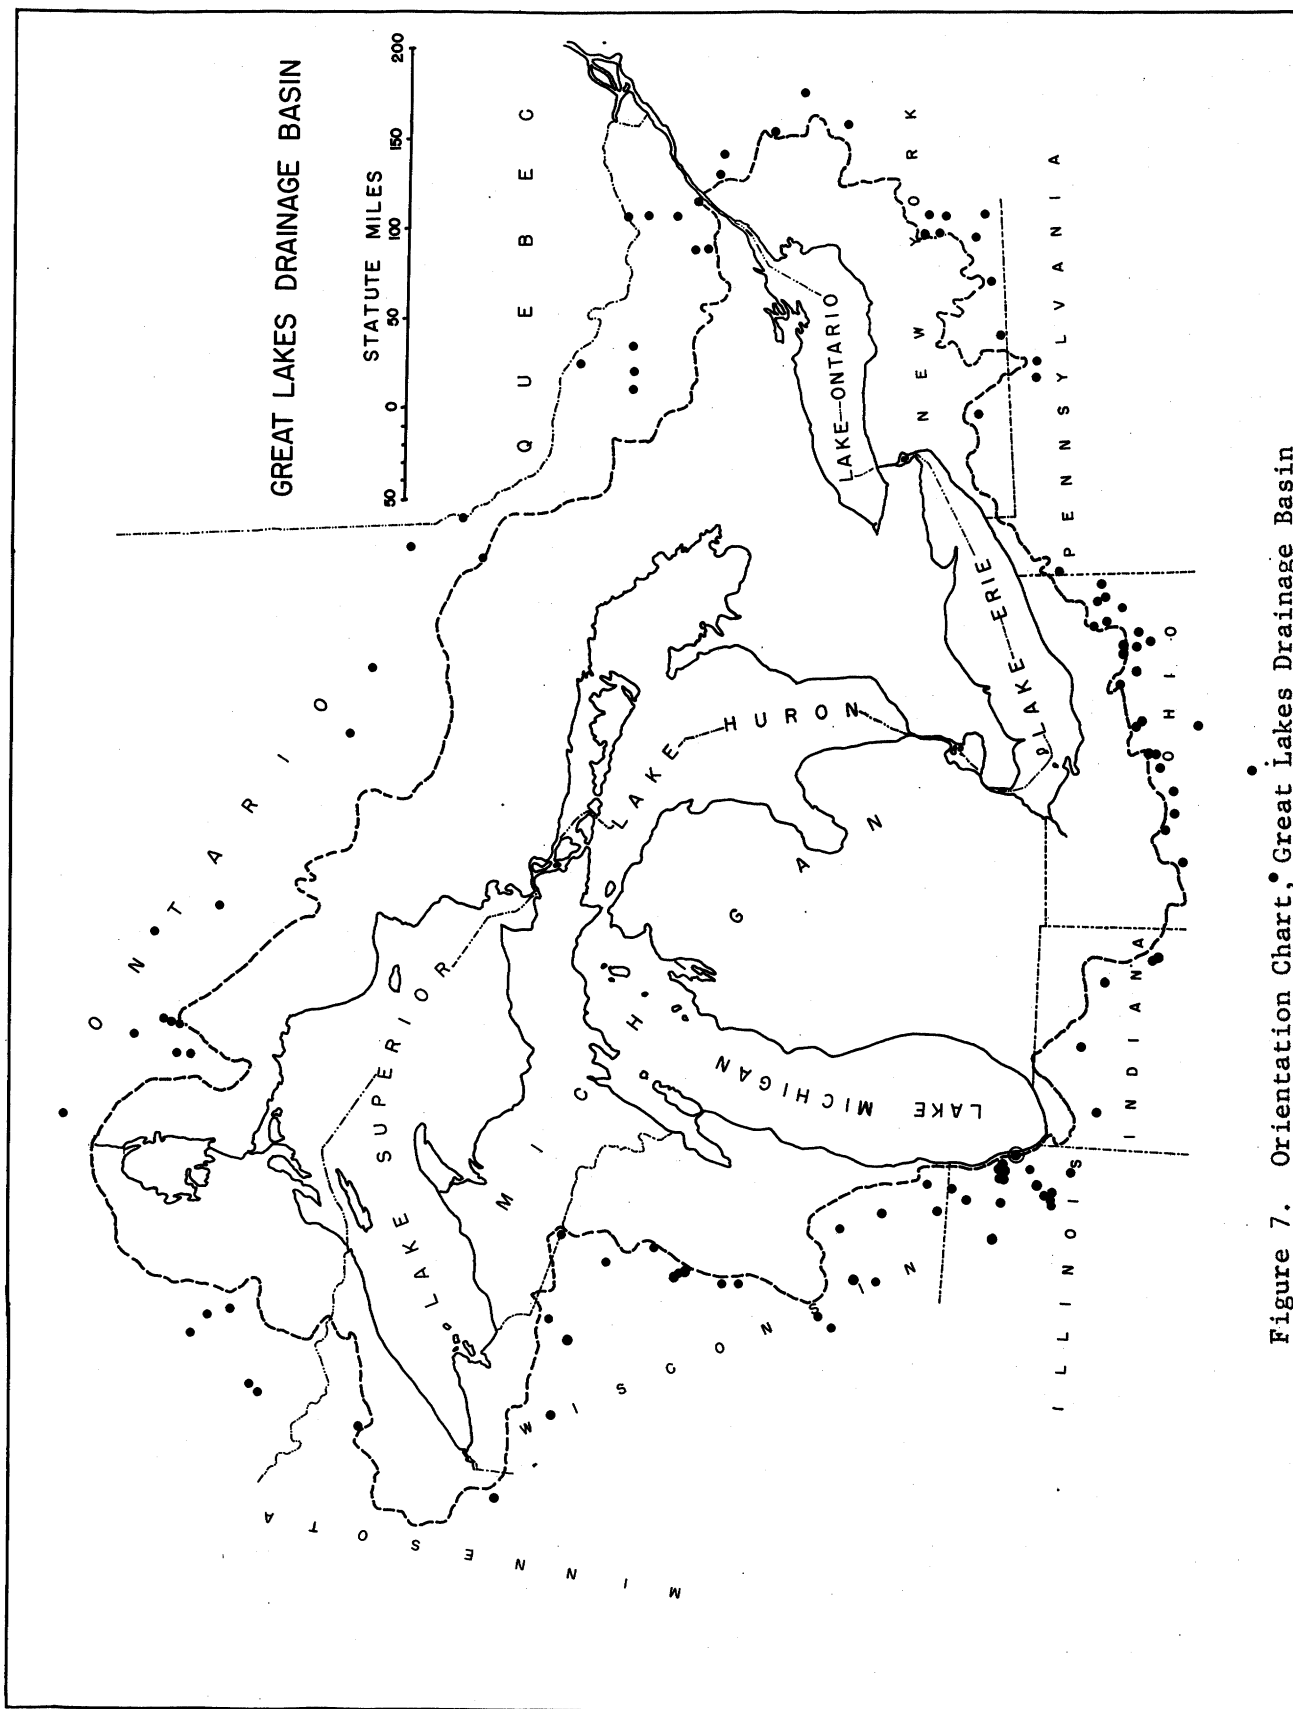 GREAT LAKES DRAINAGE BASIN
STATUTE MILES
50 0 50 100 150 200
ONTARIO
QUEBEC
MINNESOTA
LAKE SUPERIOR
LAKE HURON
MICHIGAN
WISCONSIN
LAKE MICHIGAN
LAKE ONTARIO
LAKE ERIE
NEW YORK
PENNSYLVANIA
ILLINOIS
INDIANA
OHIO
Figure 7. Orientation Chart, Great Lakes Drainage Basin